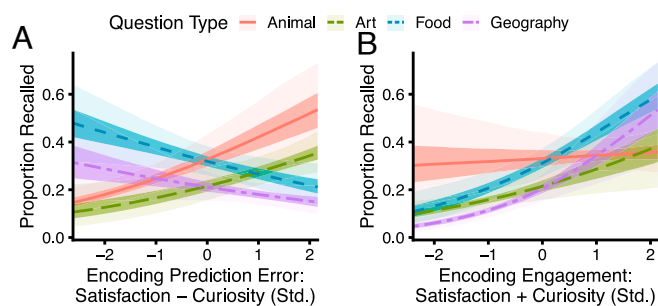 Question Type Animal Art Food Geography
A
B
Proportion Recalled
0.6
0.4
0.2
0.0
−2 −1 0 1 2
Encoding Prediction Error:
Satisfaction − Curiosity (Std.)
Proportion Recalled
0.6
0.4
0.2
0.0
−2 −1 0 1 2
Encoding Engagement:
Satisfaction + Curiosity (Std.)